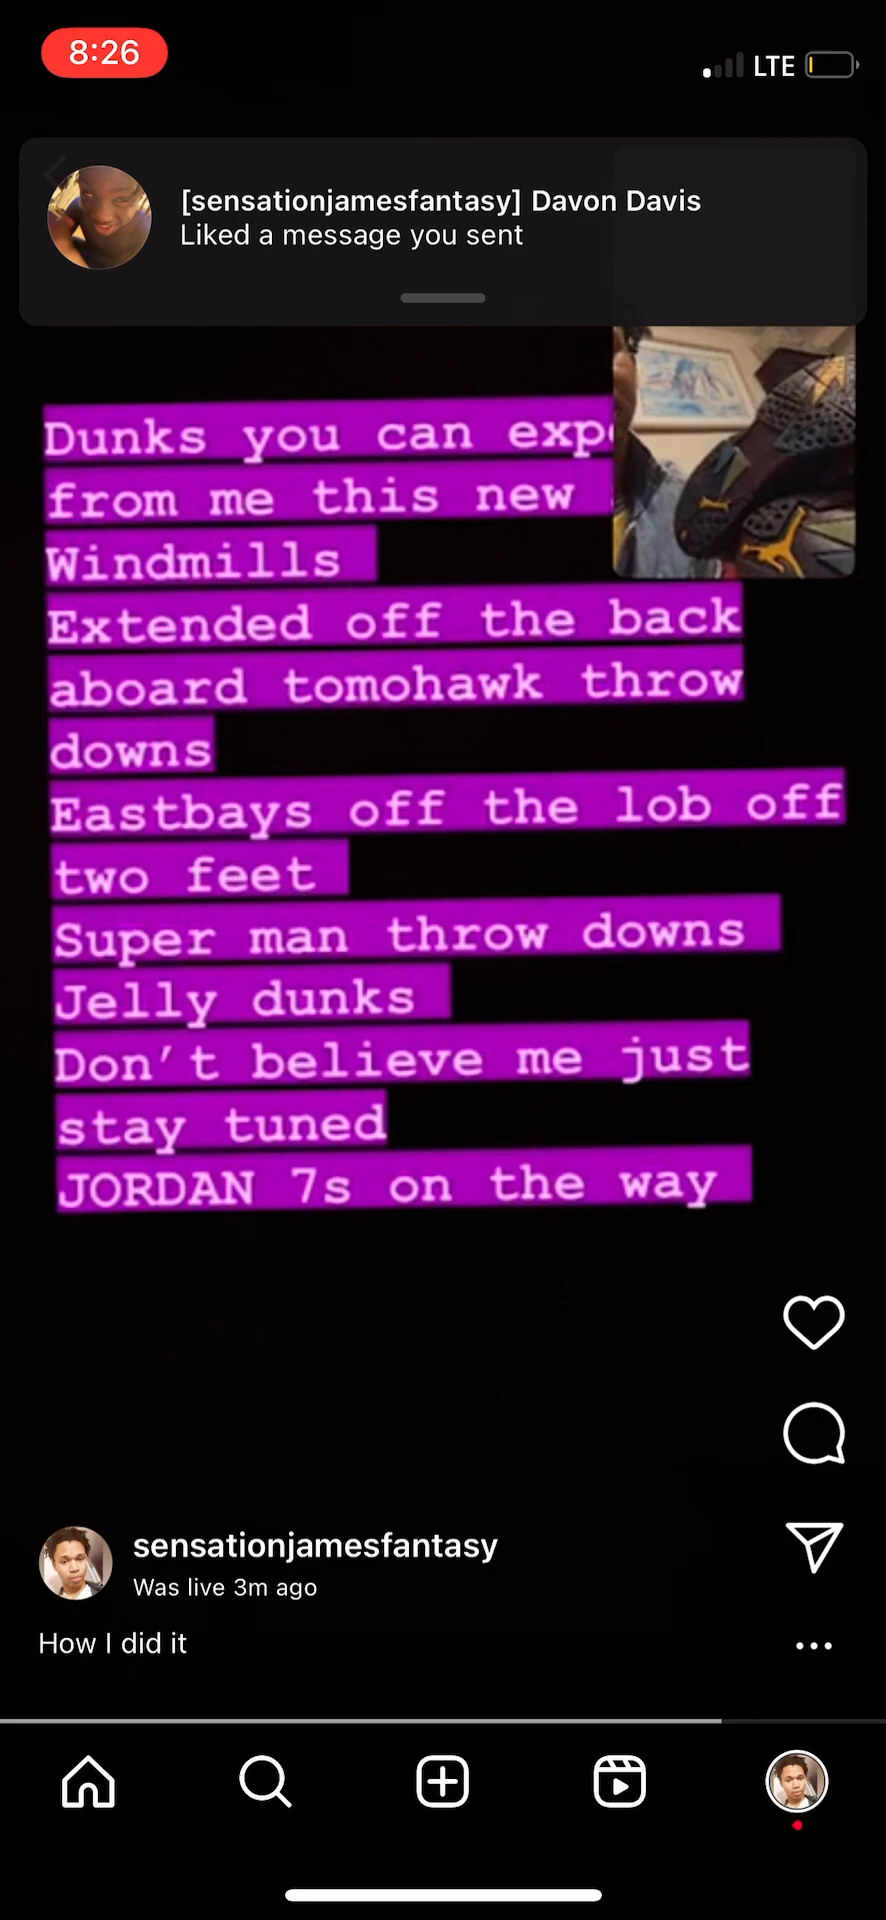 8:26
LTE
[sensationjamesfantasy] Davon Davis
Liked a message you sent
Dunks you can
from me this new
Windmills
Extended off the back
aboard tomohawk throw
downs
Eastbays off the lob off
two feet
Super man throw downs
Jelly dunks
Don't believe me just
stay tuned
JORDAN 7s on the way
sensationjamesfantasy
Was live 3m ago
How I did it